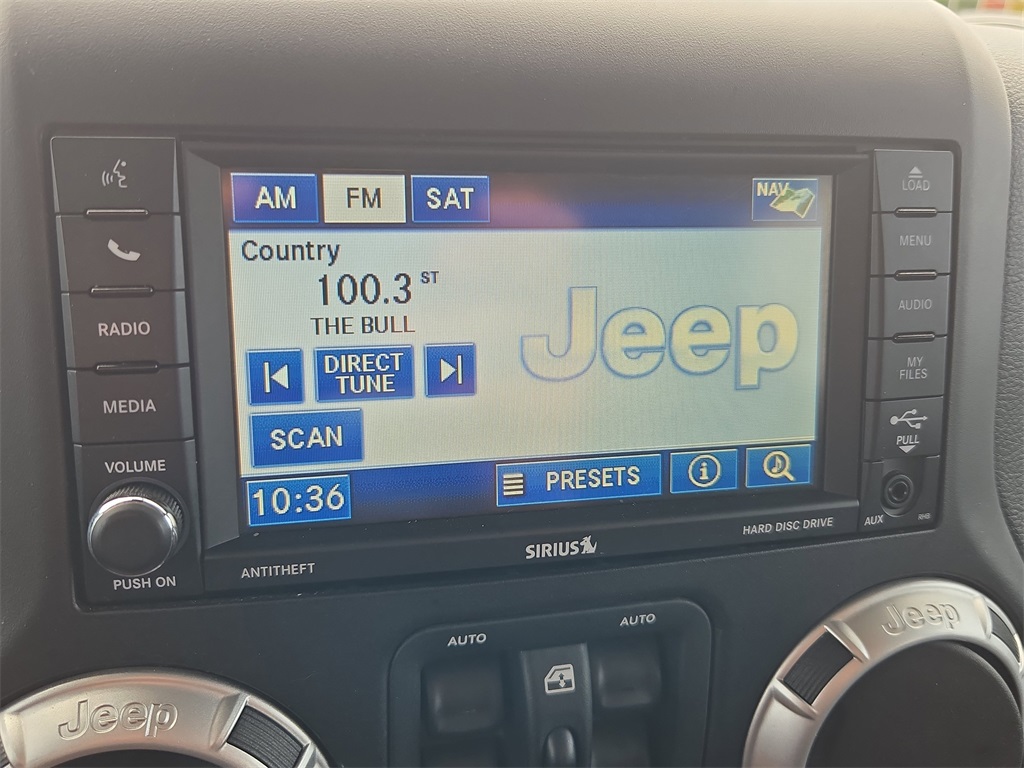 AM FM SAT NAV
Country
100.3 ST
THE BULL
DIRECT
TUNE
SCAN
10:36 PRESETS
Jeep
RADIO
MEDIA
VOLUME
PUSH ON
LOAD
MENU
AUDIO
MY
FILES
PULL
AUX RHB
ANTITHEFT
SIRIUS
HARD DISC DRIVE
AUTO AUTO
Jeep Jeep